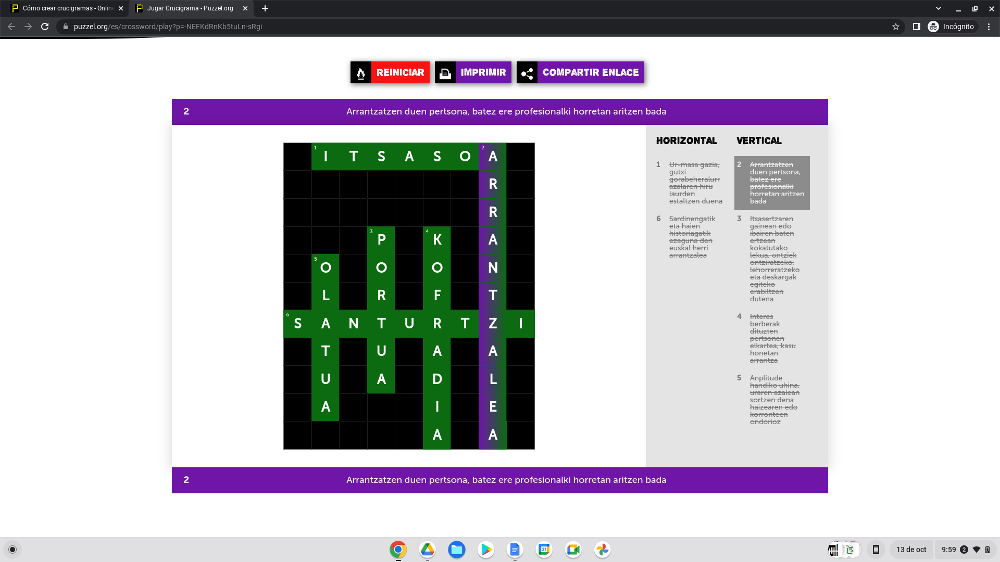 Cómo crear crucigramas - Online
Jugar Crucigrama - Puzzel.org
puzzel.org/es/crossword/play?p=-NEFKdRnKb5tuLn-sRgi
Incógnito
REINICIAR
IMPRIMIR
COMPARTIR ENLACE
2 Arrantzatzen duen pertsona, batez ere profesionalki horretan aritzen bada
1 I T S A S O 2 A
R
R
3 P 4 K A
5 O O O N
L R F T
6 S A N T U R T Z I
T U A A
U A D L
A I E
A A
HORIZONTAL
1 Ur-masa gazia,
gutxi
gorabeheralurr
azalaren hiru
laurden
estaltzen duena
6 Sardinengatik
eta haien
historiagatik
ezaguna den
euskal herri
arrantzalea
VERTICAL
2 Arrantzatzen
duen pertsona,
batez ere
profesionalki
horretan aritzen
bada
3 Itsasertzaren
gainean edo
ibairen baten
ertzean
kokatutako
lekua, ontziek
ontziratzeko,
lehorreratzeko
eta deskargak
egiteko
erabiltzen
dutena
4 Interes
berberak
dituzten
pertsonen
elkartea, kasu
honetan
arrantza
5 Anplitude
handiko uhina,
uraren azalean
sortzen dena
haizearen edo
korronteen
ondorioz
2 Arrantzatzen duen pertsona, batez ere profesionalki horretan aritzen bada
31
13 de oct
9:59 2